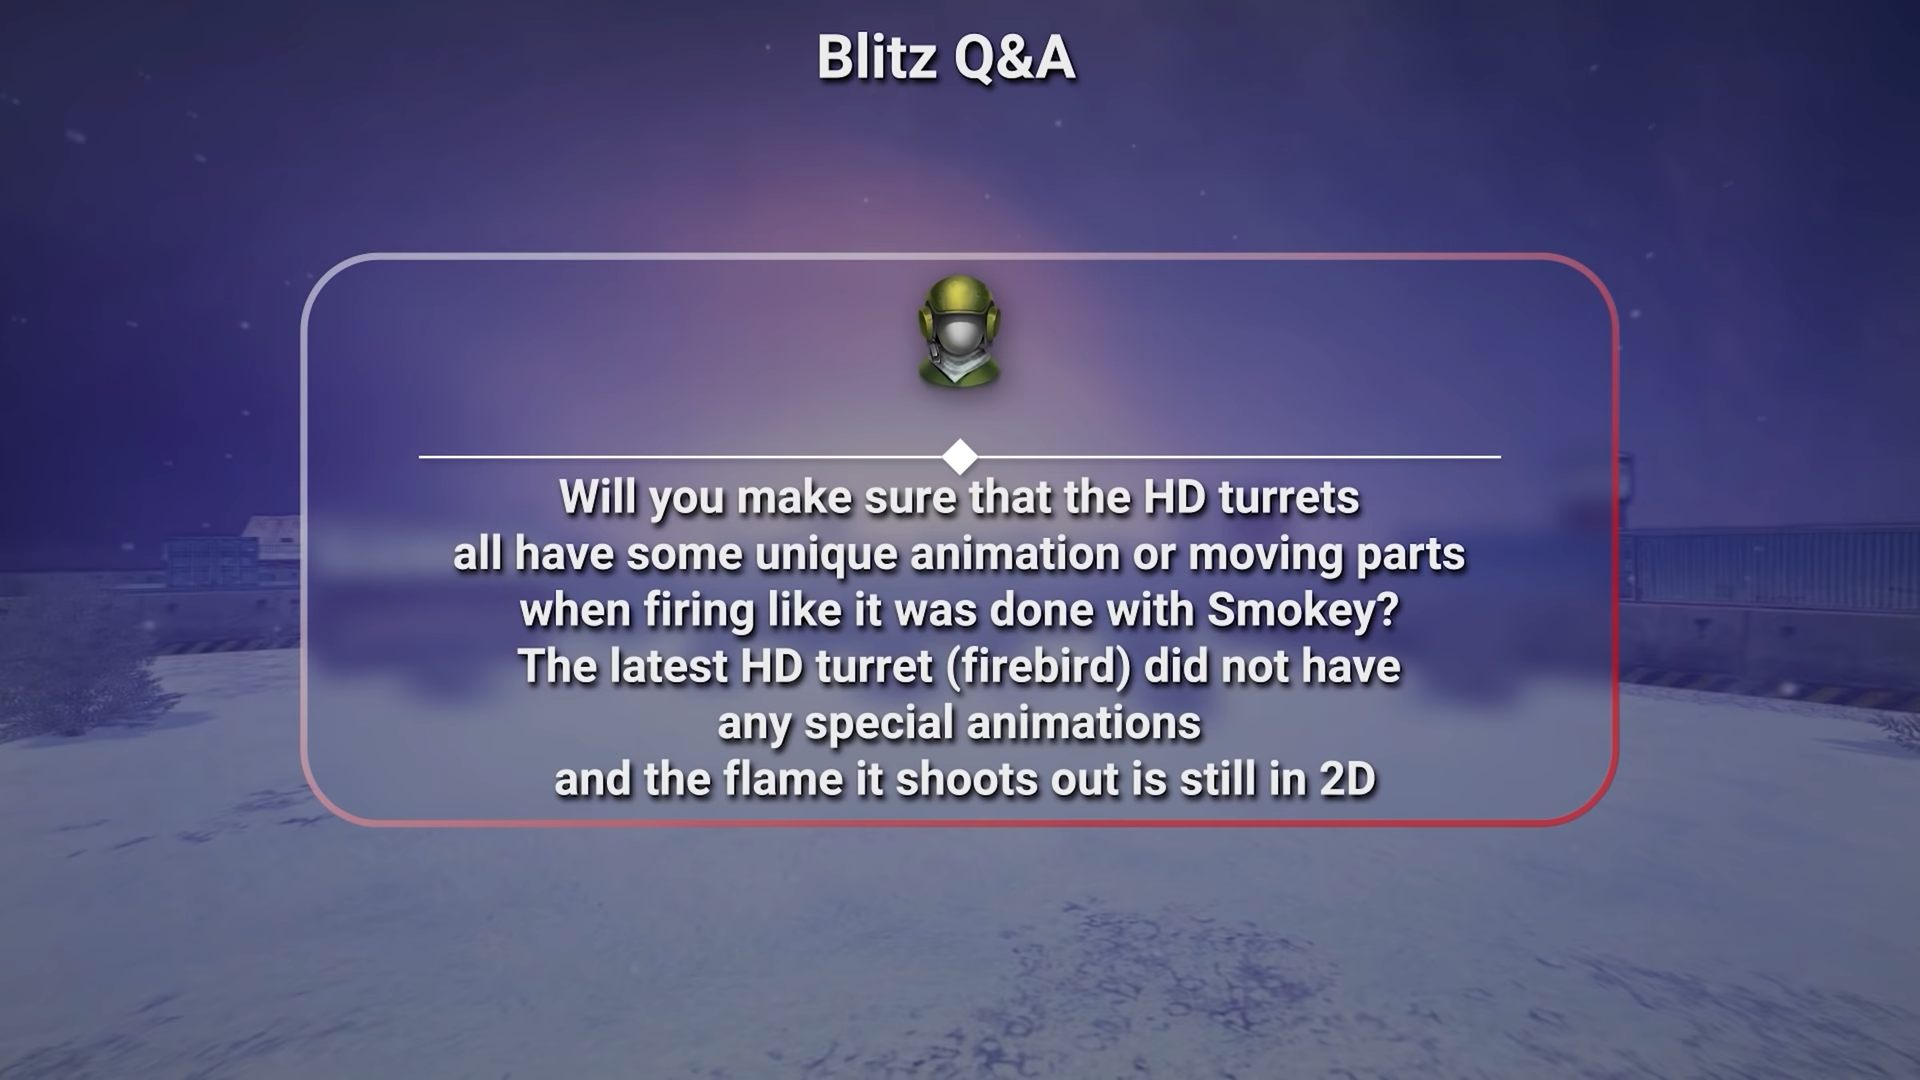 Blitz Q&A
Will you make sure that the HD turrets
all have some unique animation or moving parts
when firing like it was done with Smokey?
The latest HD turret (firebird) did not have
any special animations
and the flame it shoots out is still in 2D